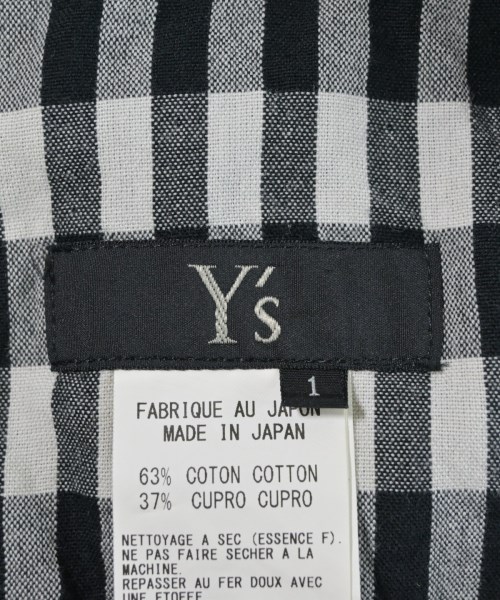 Y's
1
FABRIQUE AU JAPON
MADE IN JAPAN
63% COTON COTTON
37% CUPRO CUPRO
NETTOYAGE A SEC (ESSENCE F).
NE PAS FAIRE SECHER A LA
MACHINE.
REPASSER AU FER DOUX AVEC
UNE ETOFFE